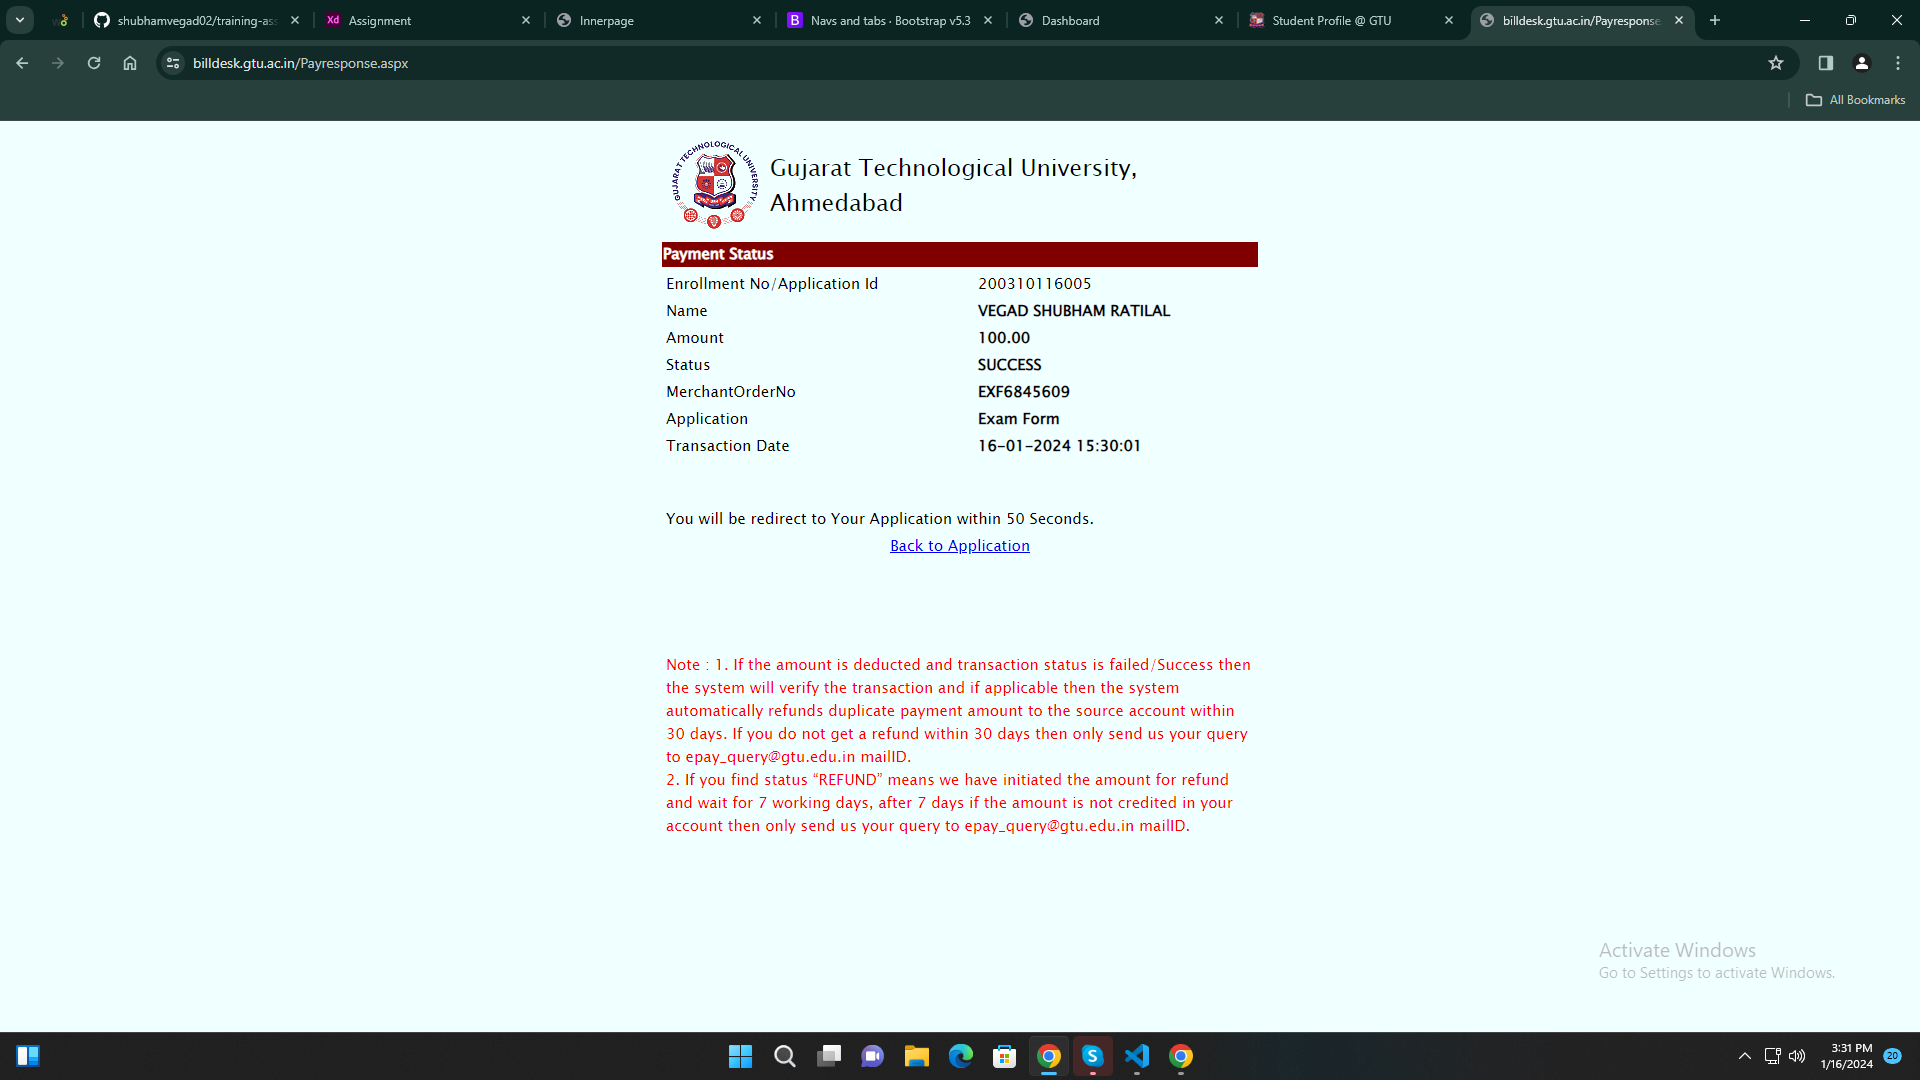 shubhamvegad02/training-ass
Xd Assignment
Innerpage
B Navs and tabs · Bootstrap v5.3
Dashboard
Student Profile @ GTU
billdesk.gtu.ac.in/Payresponse
billdesk.gtu.ac.in/Payresponse.aspx
All Bookmarks
GUJARAT TECHNOLOGICAL UNIVERSITY
Gujarat Technological University,
Ahmedabad
Payment Status
Enrollment No/Application Id 200310116005
Name VEGAD SHUBHAM RATILAL
Amount 100.00
Status SUCCESS
MerchantOrderNo EXF6845609
Application Exam Form
Transaction Date 16-01-2024 15:30:01
You will be redirect to Your Application within 50 Seconds.
Back to Application
Note : 1. If the amount is deducted and transaction status is failed/Success then
the system will verify the transaction and if applicable then the system
automatically refunds duplicate payment amount to the source account within
30 days. If you do not get a refund within 30 days then only send us your query
to epay_query@gtu.edu.in mailID.
2. If you find status “REFUND” means we have initiated the amount for refund
and wait for 7 working days, after 7 days if the amount is not credited in your
account then only send us your query to epay_query@gtu.edu.in mailID.
Activate Windows
Go to Settings to activate Windows.
S
3:31 PM
1/16/2024
20